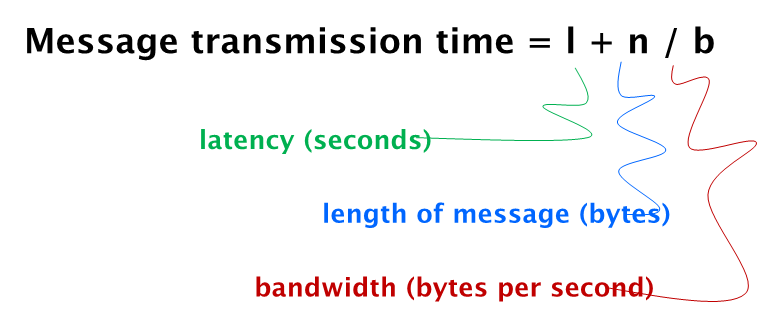 Message transmission time = l + n / b
latency (seconds)
length of message (bytes)
bandwidth (bytes per second)